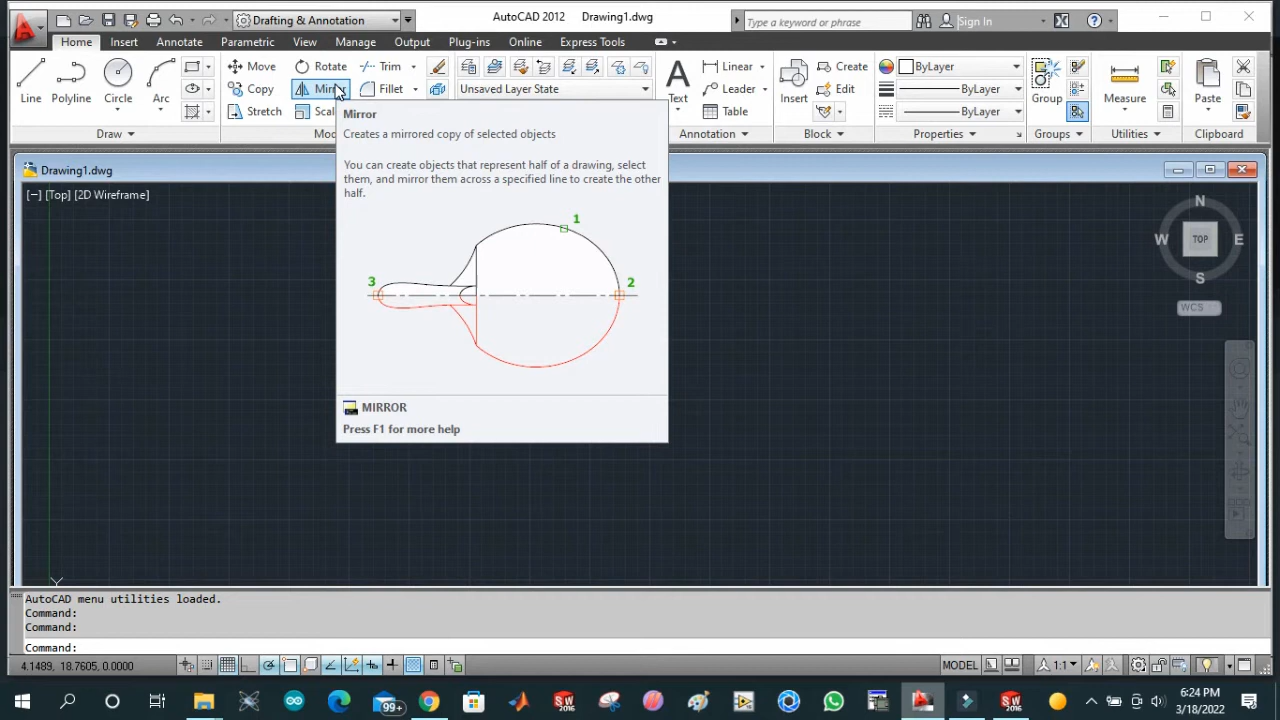 Drafting & Annotation
AutoCAD 2012 Drawing1.dwg
Type a keyword or phrase
Sign In
Home Insert Annotate Parametric View Manage Output Plug-ins Online Express Tools
Move Rotate Trim
Line Polyline Circle Arc
Copy Mirror Fillet
Stretch
Unsaved Layer State
Text
Linear
Leader
Table
Insert
Create
Edit
ByLayer
ByLayer
ByLayer
Group
Measure
Paste
Draw
Annotation
Block
Properties
Groups
Utilities
Clipboard
Mirror
Creates a mirrored copy of selected objects
You can create objects that represent half of a drawing, select
them, and mirror them across a specified line to create the other
half.
1
3
2
MIRROR
Press F1 for more help
Drawing1.dwg
[−] [Top] [2D Wireframe]
N
W TOP E
S
WCS
Y
AutoCAD menu utilities loaded.
Command:
Command:
Command:
4.1489, 18.7605, 0.0000
MODEL
1:1
99+
SW
2016
SW
2016
6:24 PM
3/18/2022